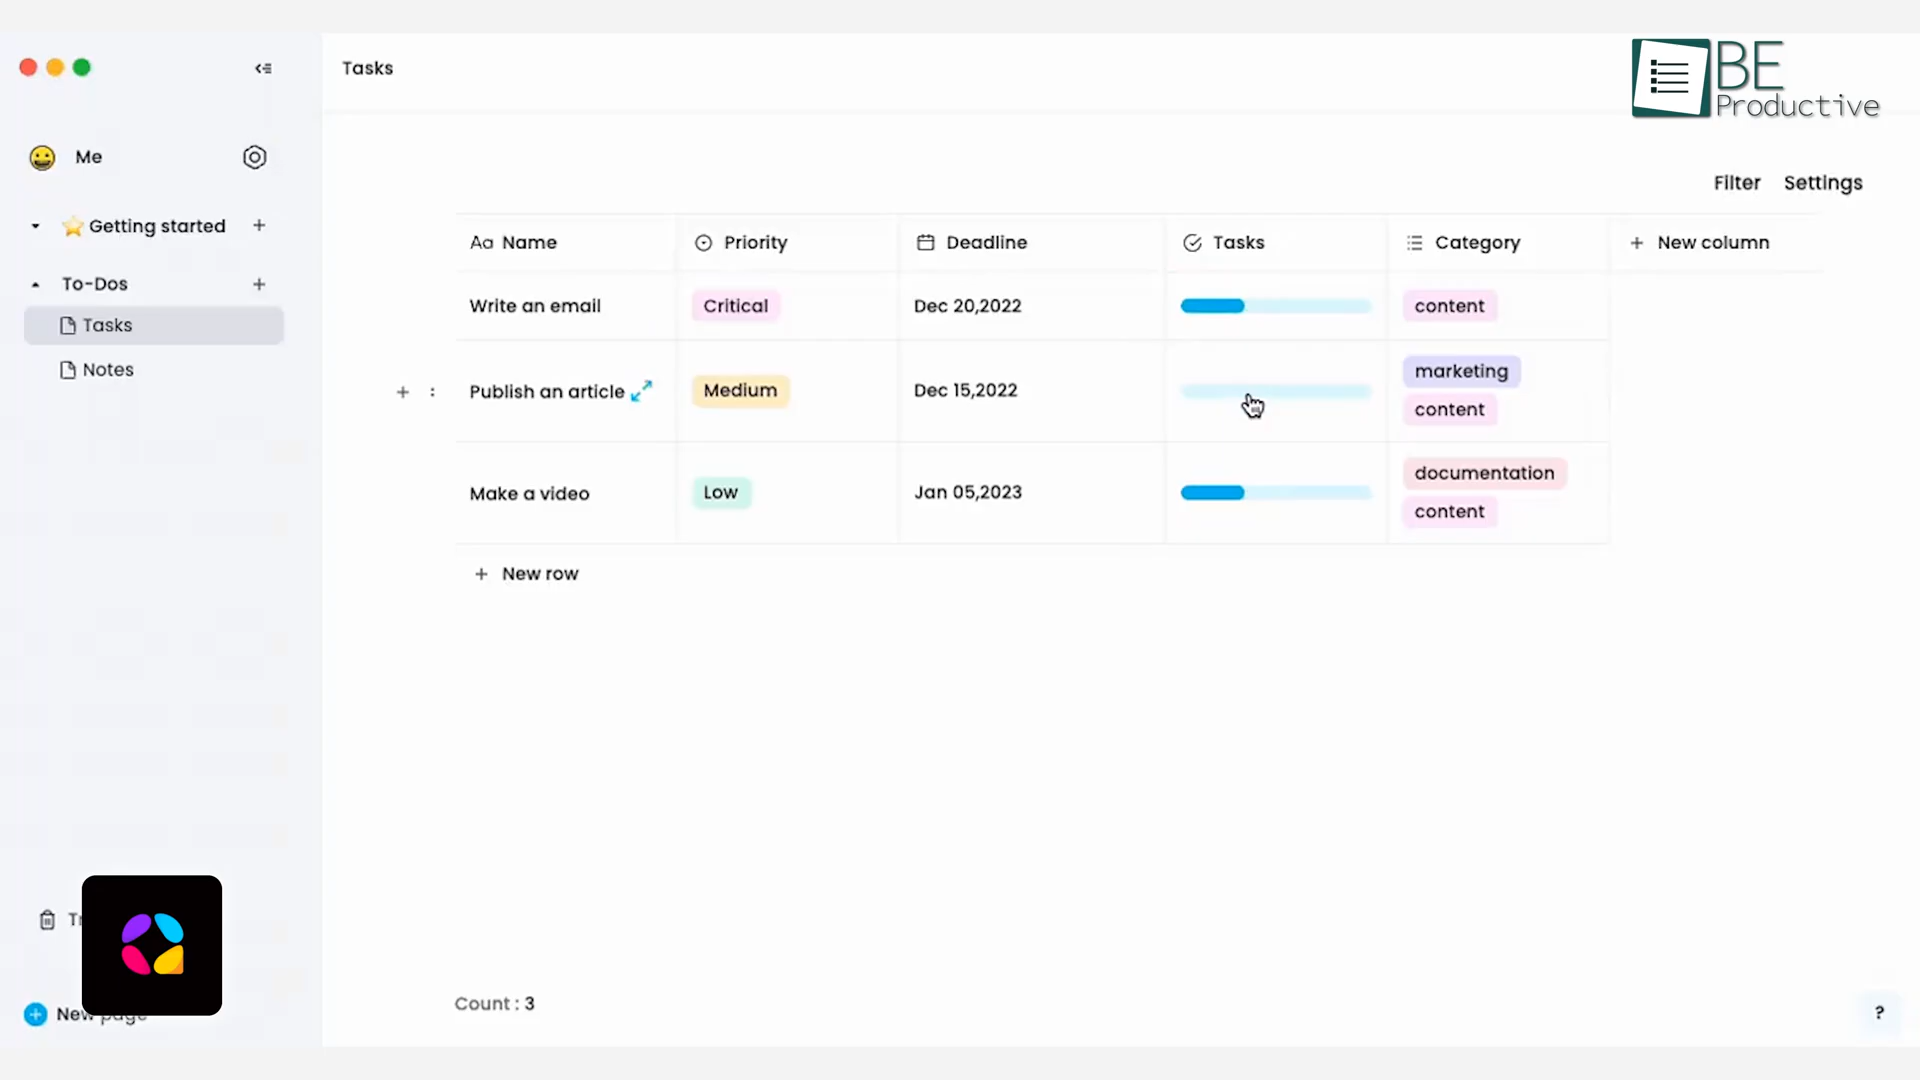 Tasks
BE
Productive
Me
Getting started
To-Dos
Tasks
Notes
Filter Settings
Aa Name Priority Deadline Tasks Category + New column
Write an email Critical Dec 20,2022 content
Publish an article Medium Dec 15,2022 marketing
content
Make a video Low Jan 05,2023 documentation
content
+ New row
New page
Count : 3
?